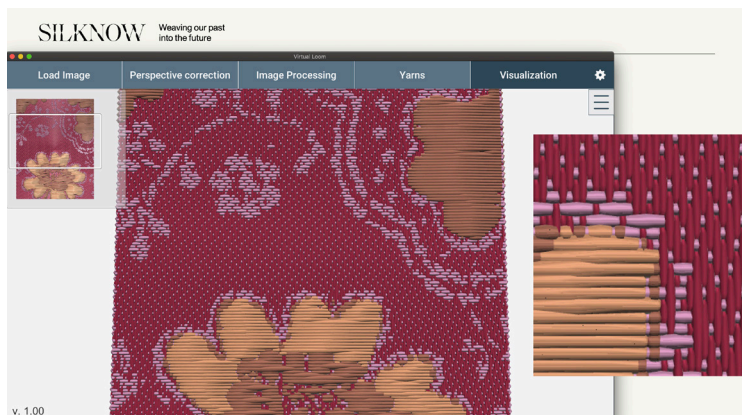 SILKNOW
Weaving our past
into the future
Virtual Loom
Load Image
Perspective correction
Image Processing
Yarns
Visualization
v. 1.00